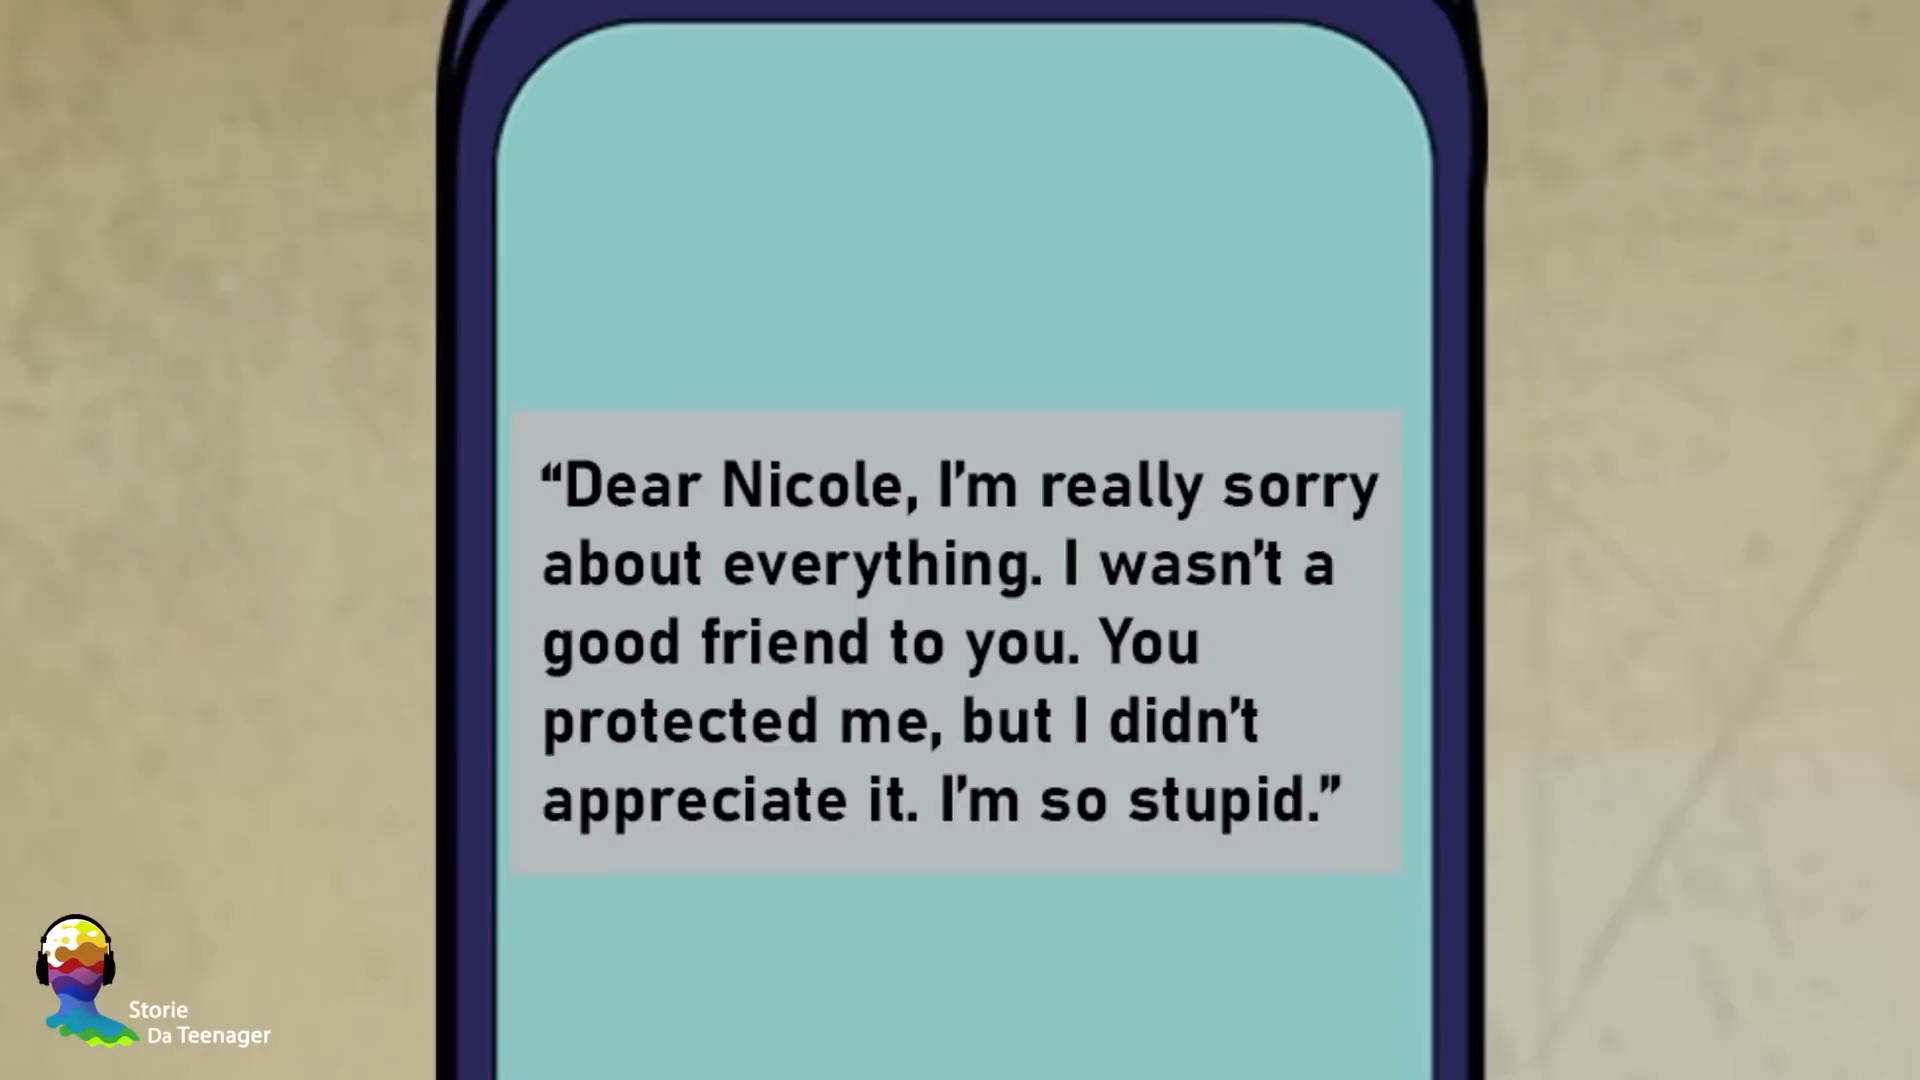 “Dear Nicole, I’m really sorry
about everything. I wasn’t a
good friend to you. You
protected me, but I didn’t
appreciate it. I’m so stupid.”
Storie
Da Teenager